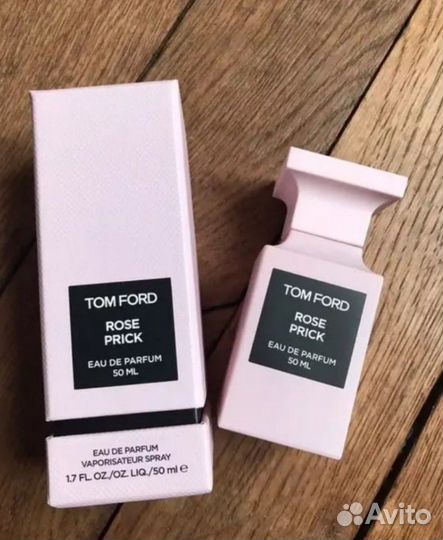 TOM FORD
ROSE
PRICK
EAU DE PARFUM
50 ML
EAU DE PARFUM
VAPORISATEUR SPRAY
1.7 FL. OZ./OZ. LIQ./50 ml e
TOM FORD
ROSE
PRICK
EAU DE PARFUM
50 ML
Avito